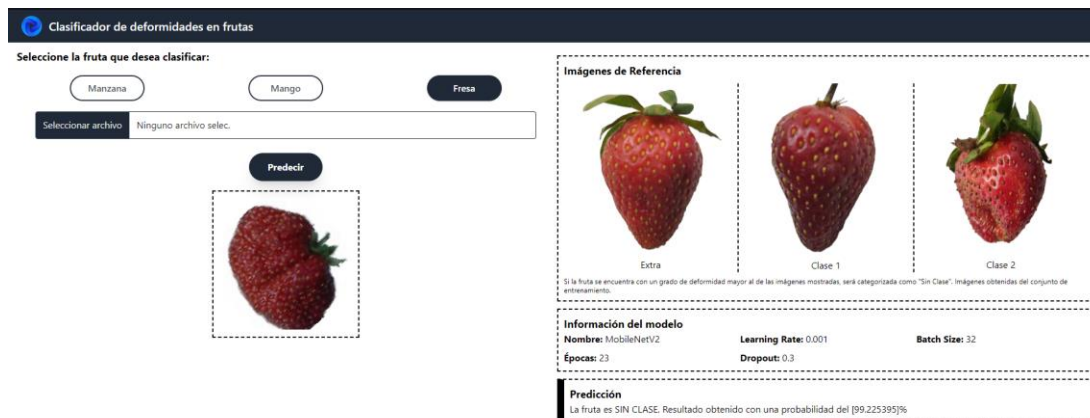 Clasificador de deformidades en frutas
Seleccione la fruta que desea clasificar:
Manzana
Mango
Fresa
Seleccionar archivo
Ninguno archivo selec.
Predecir
Imágenes de Referencia
Extra
Clase 1
Clase 2
Si la fruta se encuentra con un grado de deformidad mayor al de las imágenes mostradas, será categorizada como "Sin Clase". Imágenes obtenidas del conjunto de
entrenamiento.
Información del modelo
Nombre: MobileNetV2
Learning Rate: 0.001
Batch Size: 32
Épocas: 23
Dropout: 0.3
Predicción
La fruta es SIN CLASE. Resultado obtenido con una probabilidad del [99.225395]%